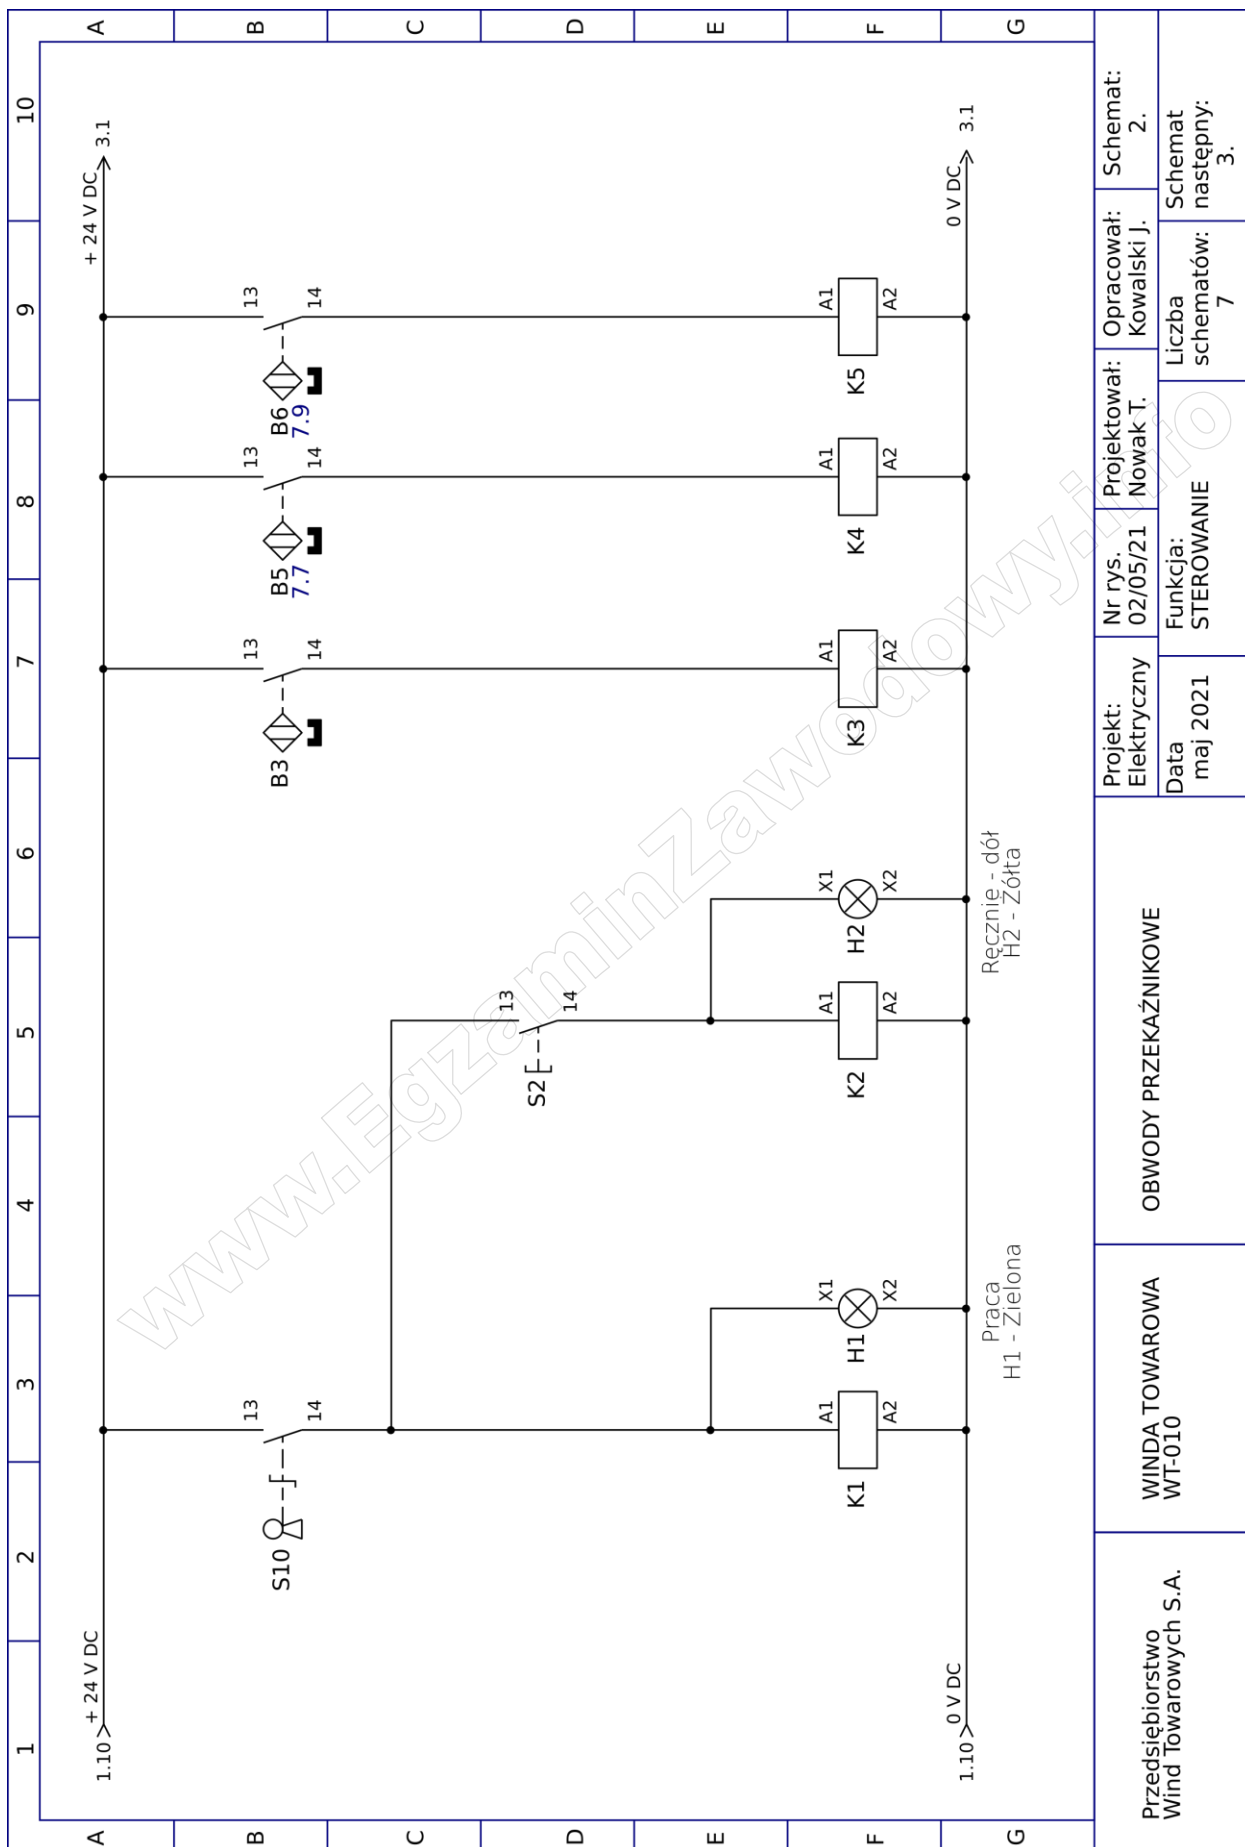 1 2 3 4 5 6 7 8 9 10
A A
B B
C C
D D
E E
F F
G G
1.10 + 24 V DC
+ 24 V DC 3.1
S10 13 14
B3 13 14
B5 7.7 13 14
B6 7.9 13 14
S2 13 14
K1 A1 A2
H1 X1 X2
K2 A1 A2
H2 X1 X2
K3 A1 A2
K4 A1 A2
K5 A1 A2
1.10 0 V DC
0 V DC 3.1
Praca
H1 - Zielona
Ręcznie - dół
H2 - Żółta
www.EgzaminZawodowy.info
Przedsiębiorstwo
Wind Towarowych S.A.
WINDA TOWAROWA
WT-010
OBWODY PRZEKAŹNIKOWE
Projekt:
Elektryczny
Nr rys.
02/05/21
Projektował:
Nowak T.
Opracował:
Kowalski J.
Schemat:
2.
Data
maj 2021
Funkcja:
STEROWANIE
Liczba
schematów:
7
Schemat
następny:
3.